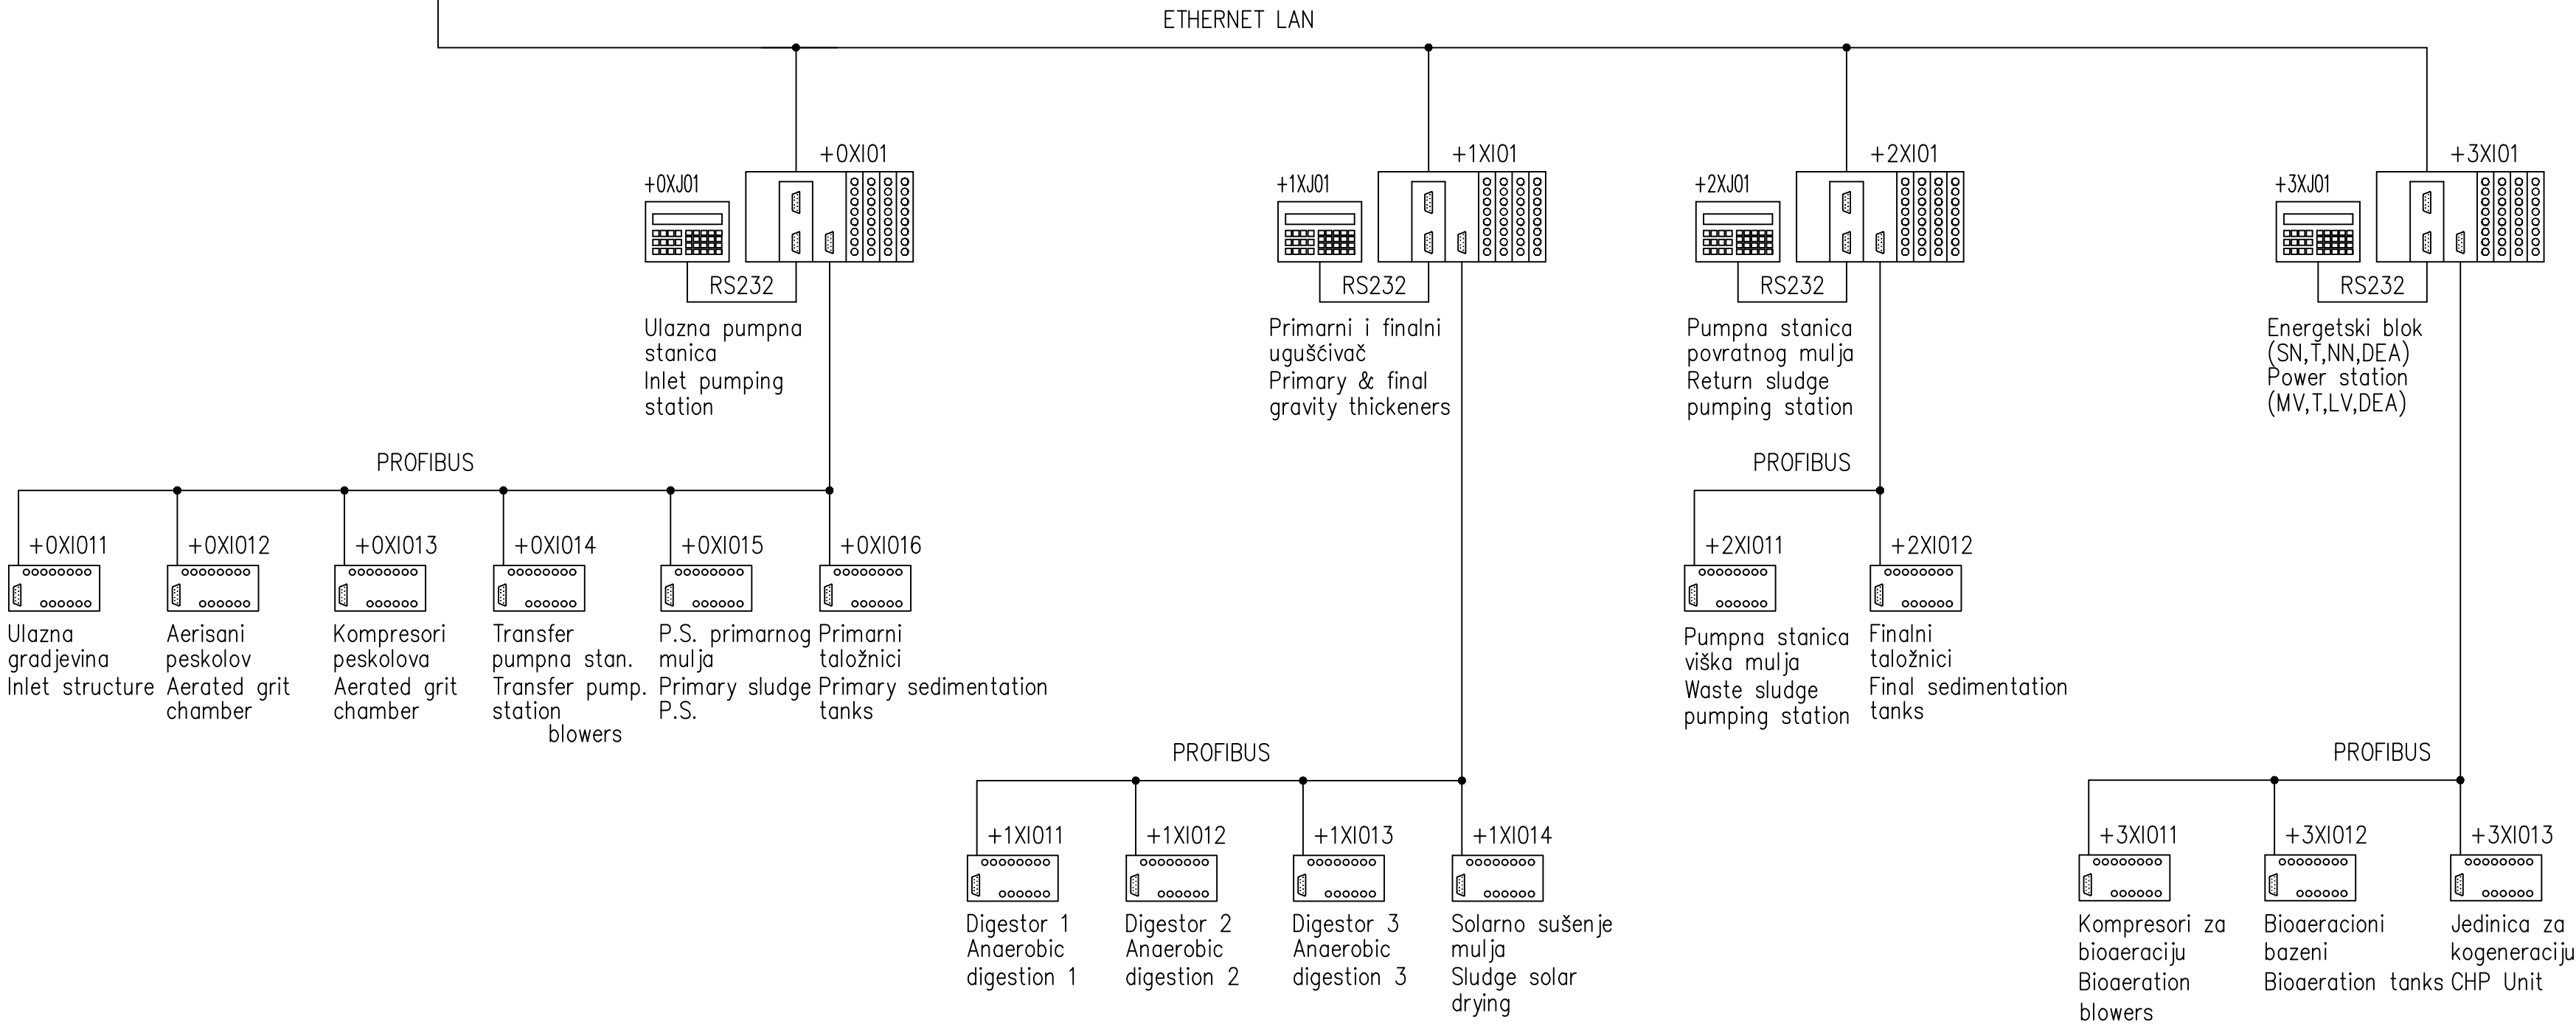 ETHERNET LAN
+0XI01
+0XJ01
RS232
Ulazna pumpna
stanica
Inlet pumping
station
+1XI01
+1XJ01
RS232
Primarni i finalni
ugušćivač
Primary & final
gravity thickeners
+2XI01
+2XJ01
RS232
Pumpna stanica
povratnog mulja
Return sludge
pumping station
+3XI01
+3XJ01
RS232
Energetski blok
(SN,T,NN,DEA)
Power station
(MV,T,LV,DEA)
PROFIBUS
+0XI011
Ulazna
gradjevina
Inlet structure
+0XI012
Aerisani
peskolov
Aerated grit
chamber
+0XI013
Kompresori
peskolova
Aerated grit
chamber
+0XI014
Transfer
pumpna stan.
Transfer pump.
station
blowers
+0XI015
P.S. primarnog
mulja
Primary sludge
P.S.
+0XI016
Primarni
taložnici
Primary sedimentation
tanks
PROFIBUS
+2XI011
Pumpna stanica
viška mulja
Waste sludge
pumping station
+2XI012
Finalni
taložnici
Final sedimentation
tanks
PROFIBUS
+1XI011
Digestor 1
Anaerobic
digestion 1
+1XI012
Digestor 2
Anaerobic
digestion 2
+1XI013
Digestor 3
Anaerobic
digestion 3
+1XI014
Solarno sušenje
mulja
Sludge solar
drying
PROFIBUS
+3XI011
Kompresori za
bioaeraciju
Bioaeration
blowers
+3XI012
Bioaeracioni
bazeni
Bioaeration tanks
+3XI013
Jedinica za
kogeneraciju
CHP Unit